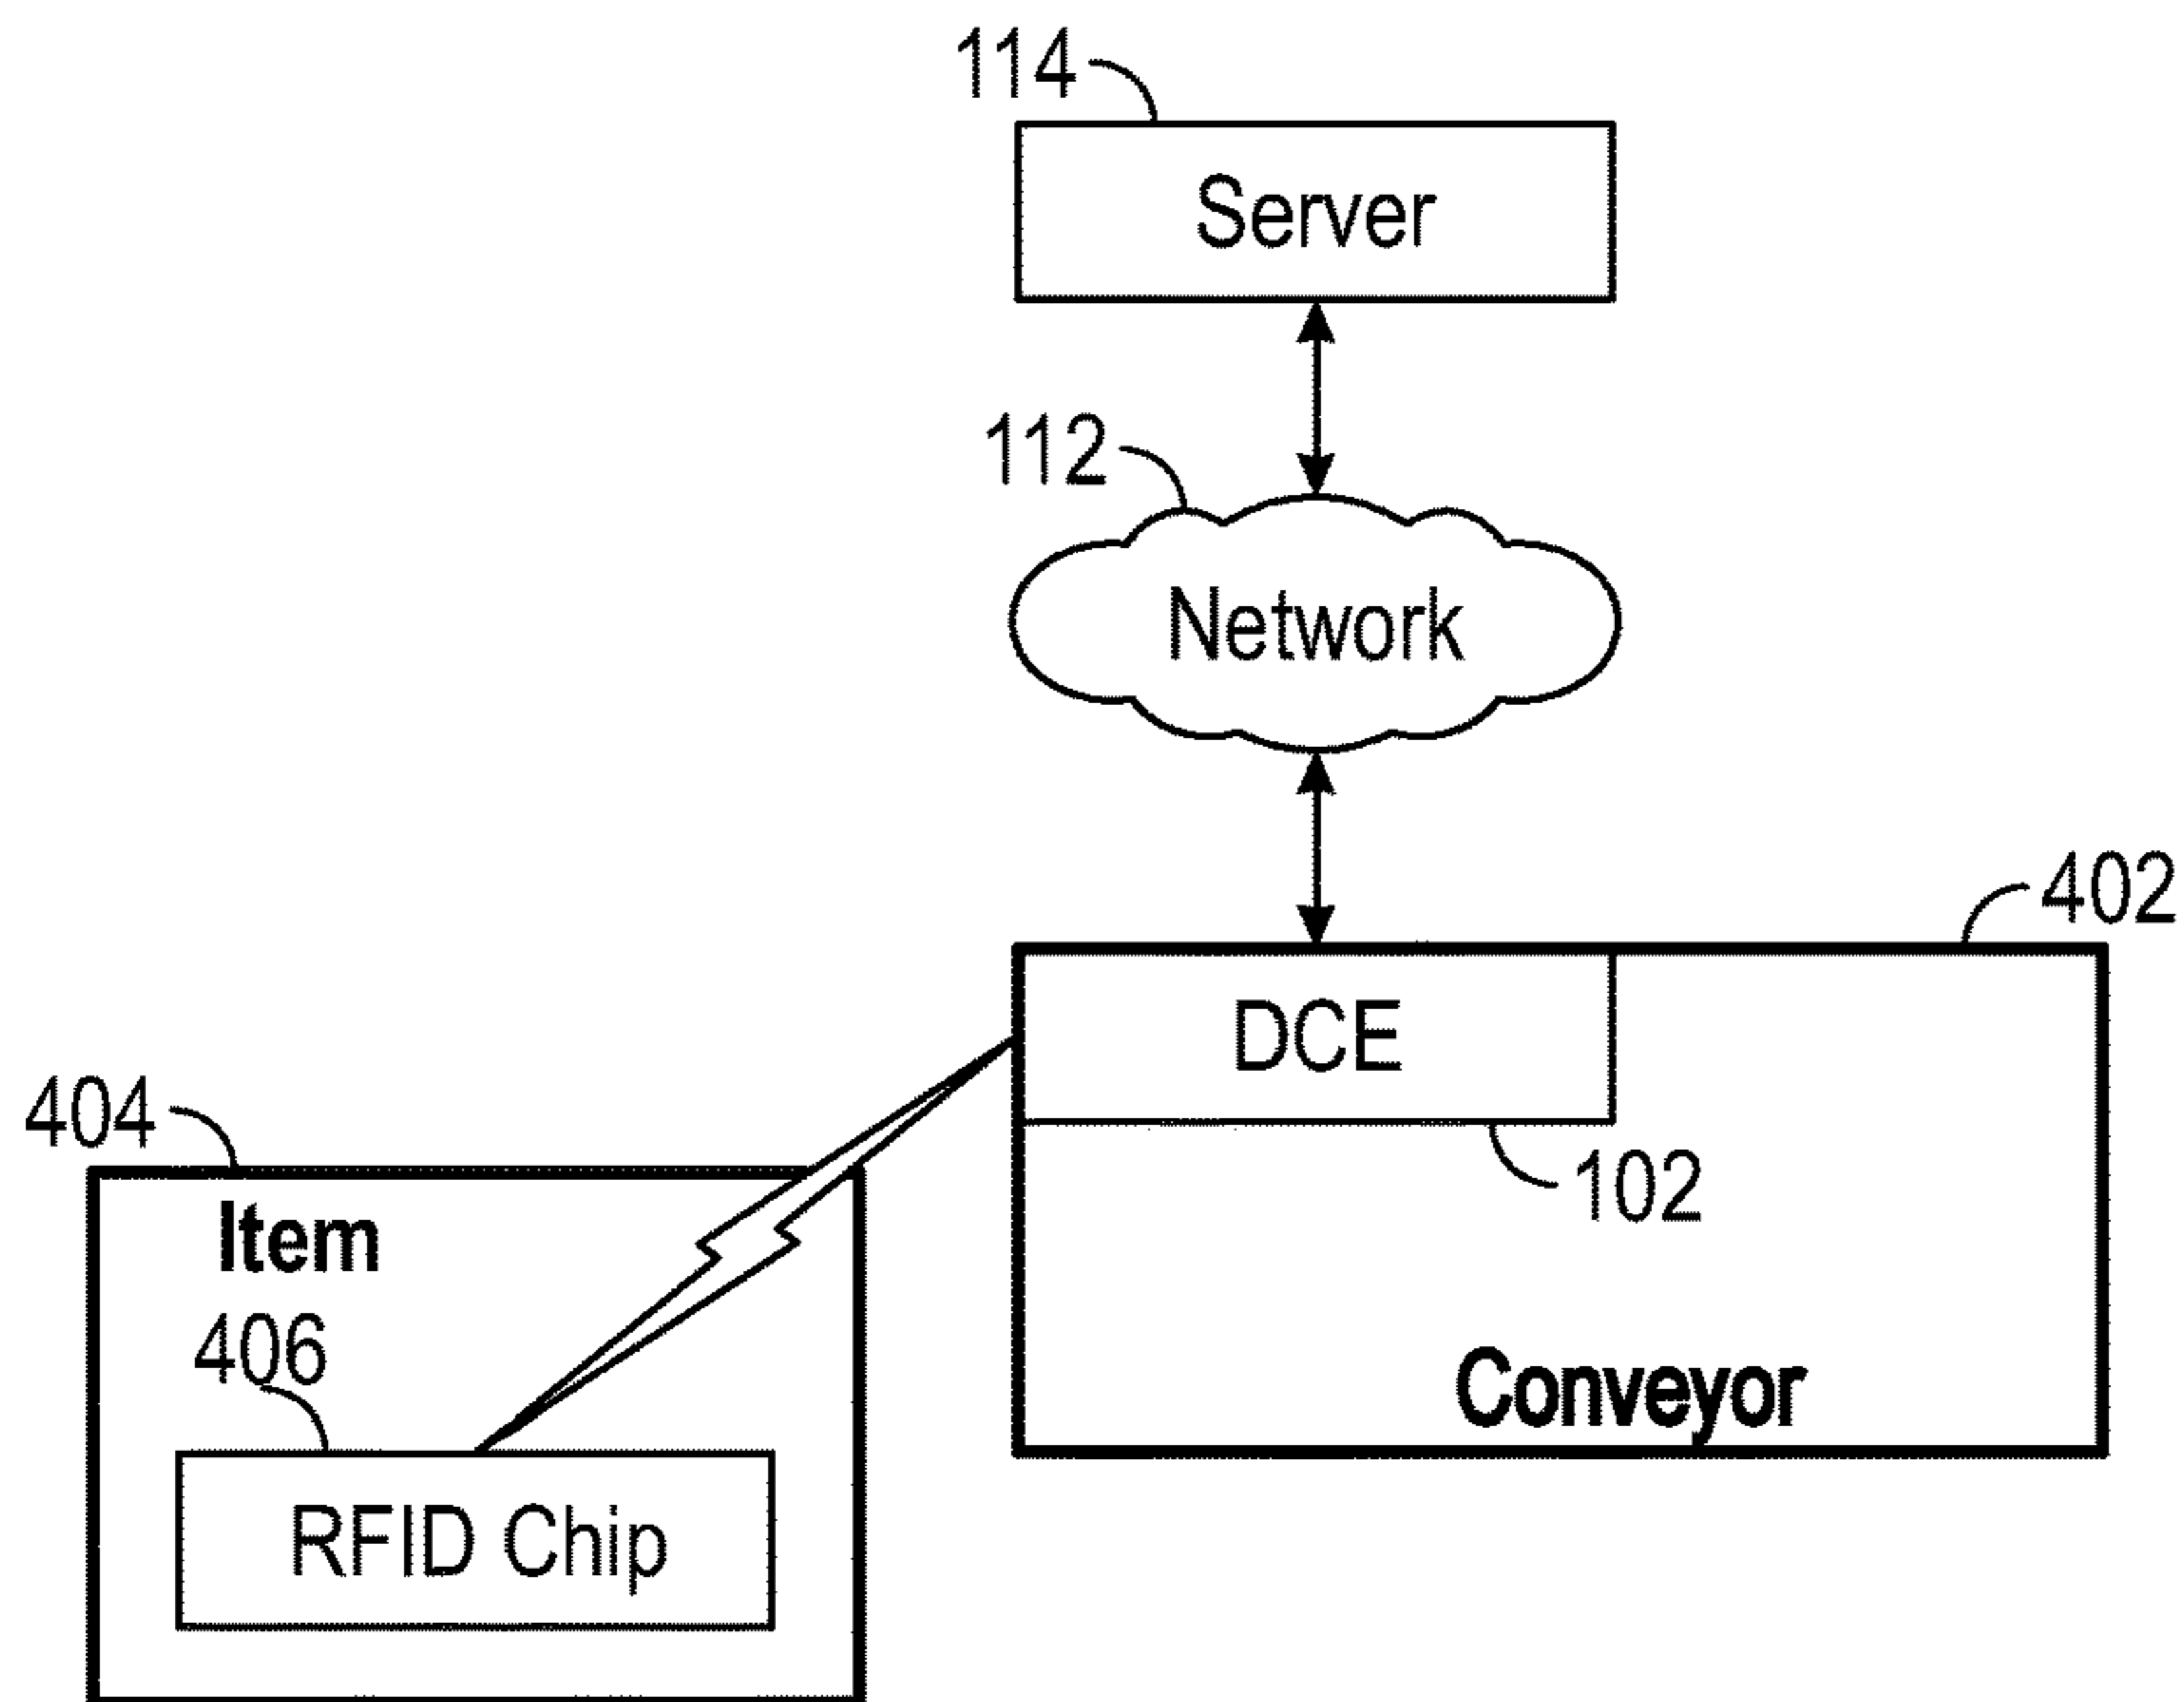 114
Server
112
Network
402
DCE
404
102
Item
406
Conveyor
RFID Chip